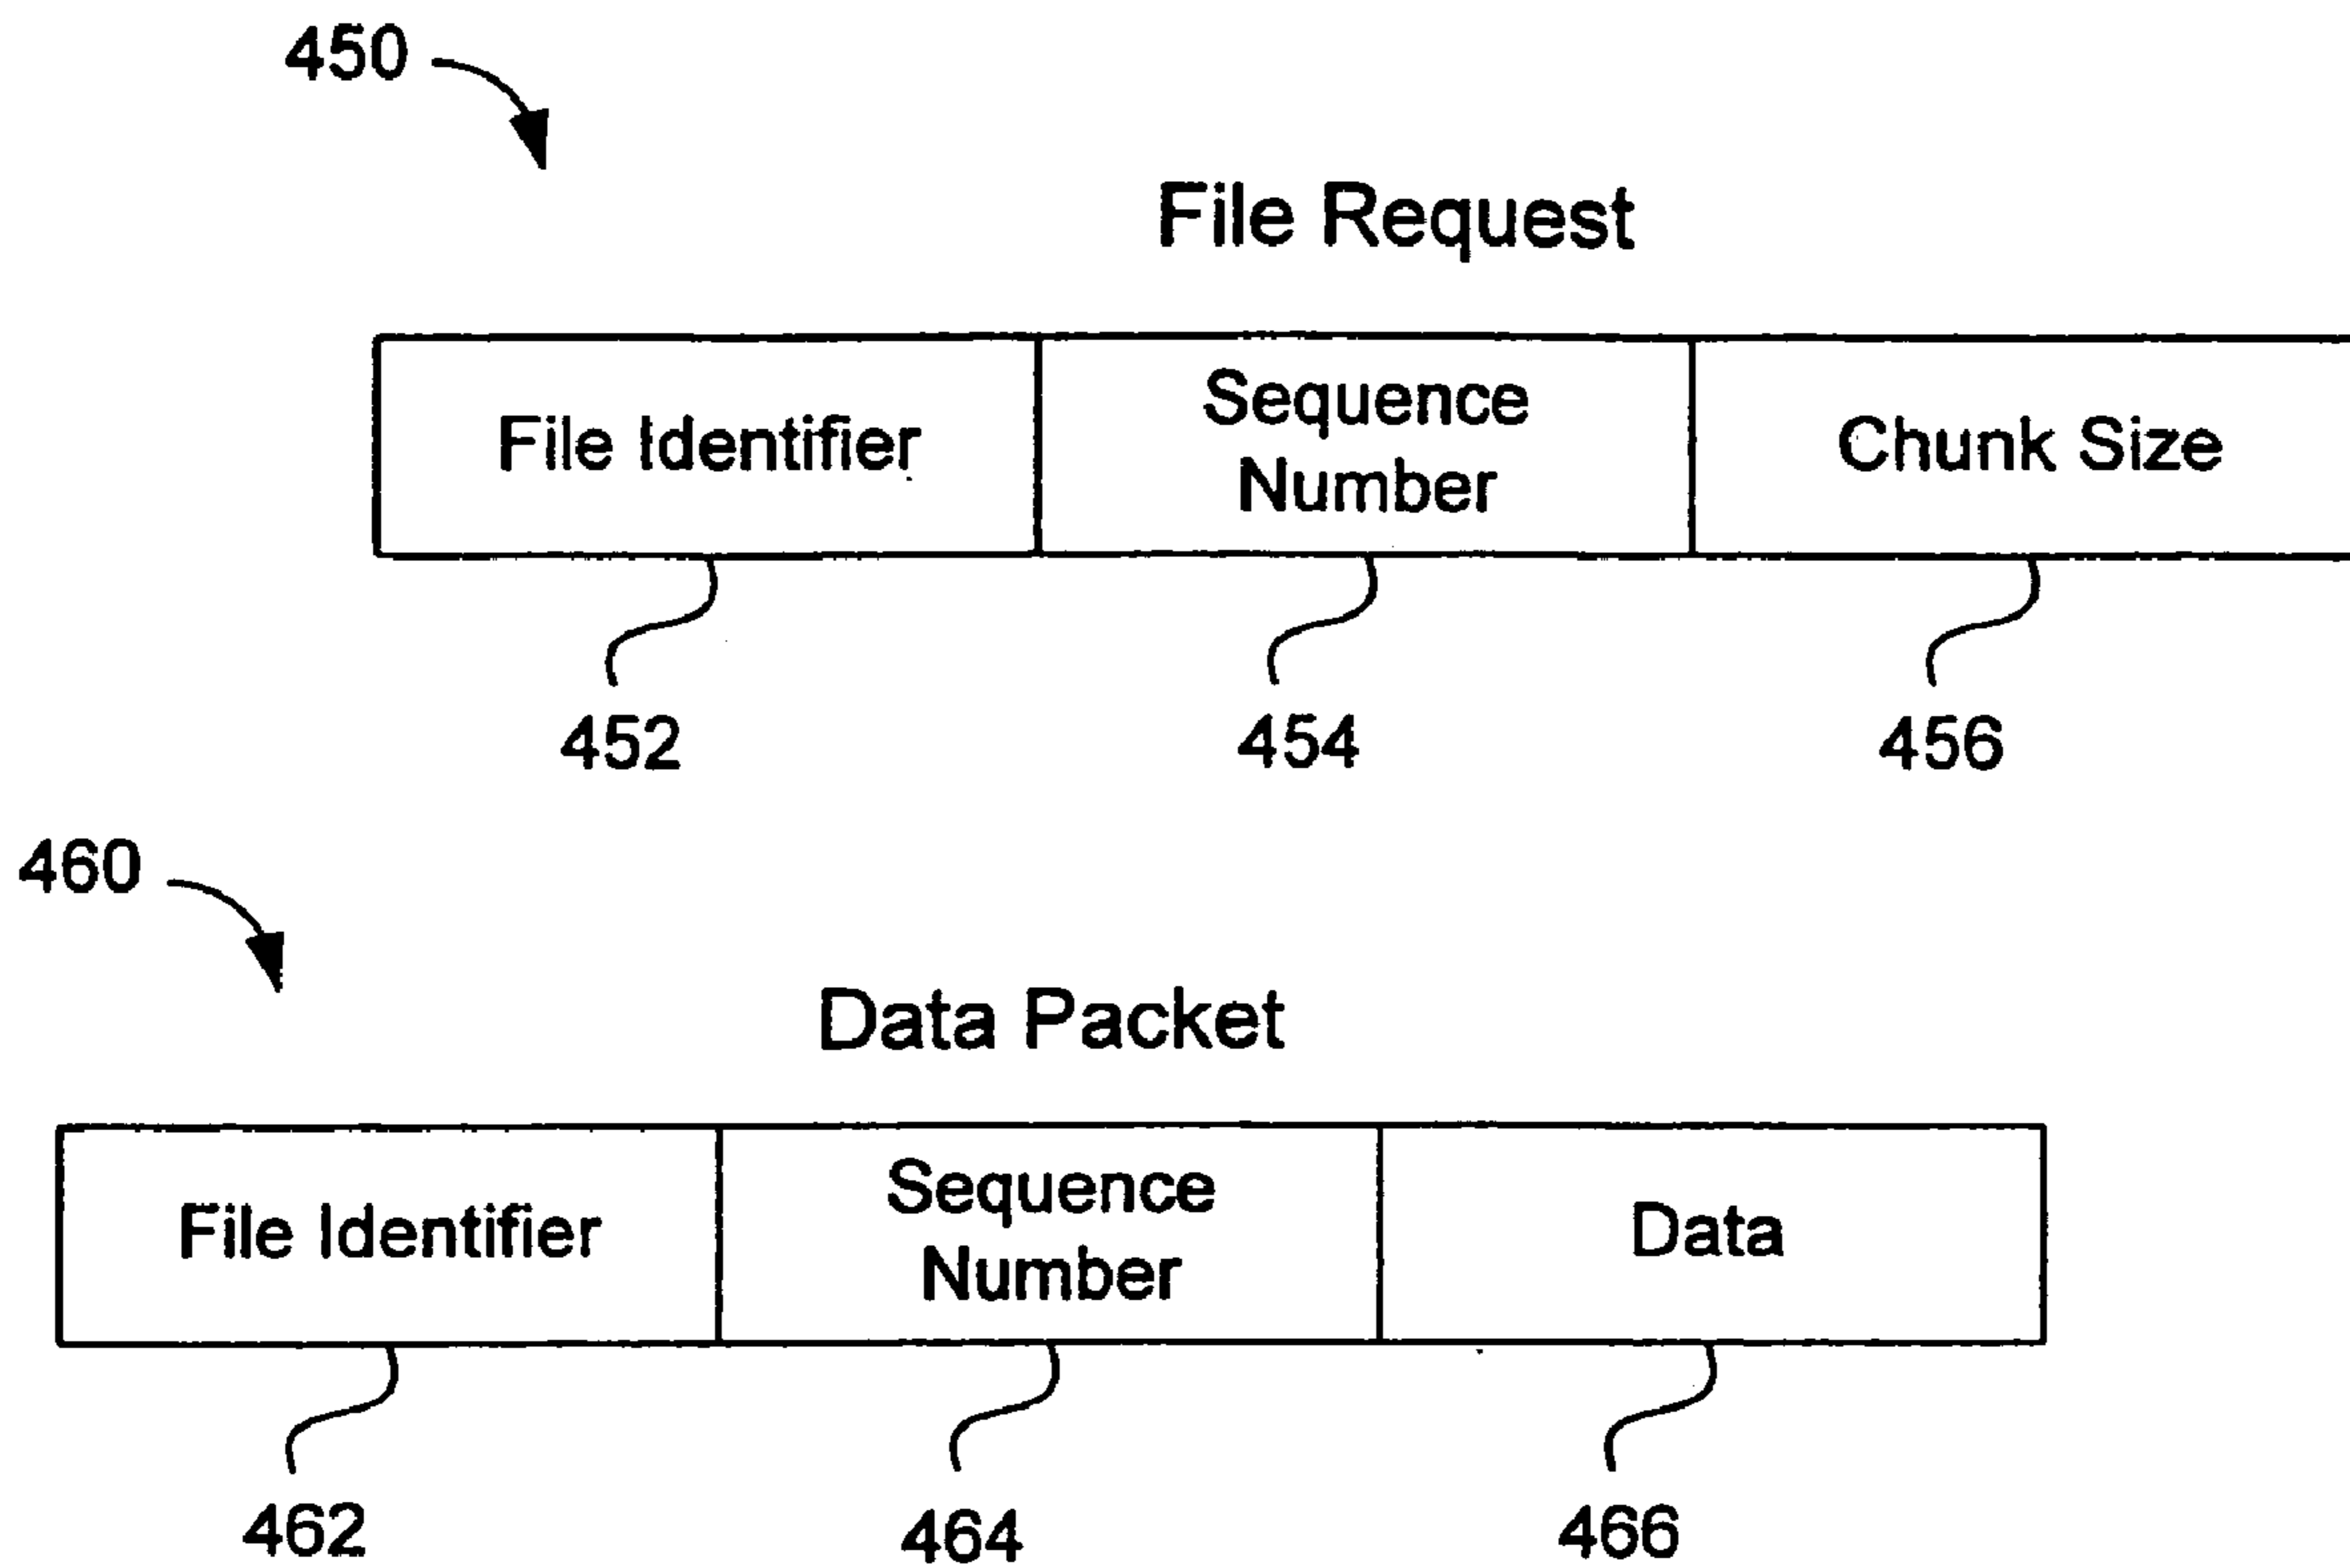 450
File Request
File Identifier
Sequence
Number
Chunk Size
452
454
456
460
Data Packet
File Identifier
Sequence
Number
Data
462
464
466